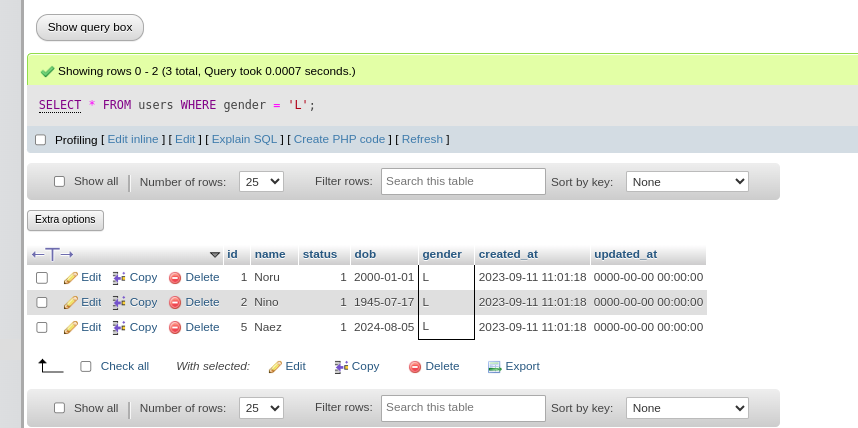 Show query box
Showing rows 0 - 2 (3 total, Query took 0.0007 seconds.)
SELECT * FROM users WHERE gender = 'L';
Profiling [ Edit inline ] [ Edit ] [ Explain SQL ] [ Create PHP code ] [ Refresh ]
Show all | Number of rows: 25 Filter rows: Search this table Sort by key: None
Extra options
←T→ id name status dob gender created_at updated_at
Edit Copy Delete 1 Noru 1 2000-01-01 L 2023-09-11 11:01:18 0000-00-00 00:00:00
Edit Copy Delete 2 Nino 1 1945-07-17 L 2023-09-11 11:01:18 0000-00-00 00:00:00
Edit Copy Delete 5 Naez 1 2024-08-05 L 2023-09-11 11:01:18 0000-00-00 00:00:00
Check all With selected: Edit Copy Delete Export
Show all | Number of rows: 25 Filter rows: Search this table Sort by key: None